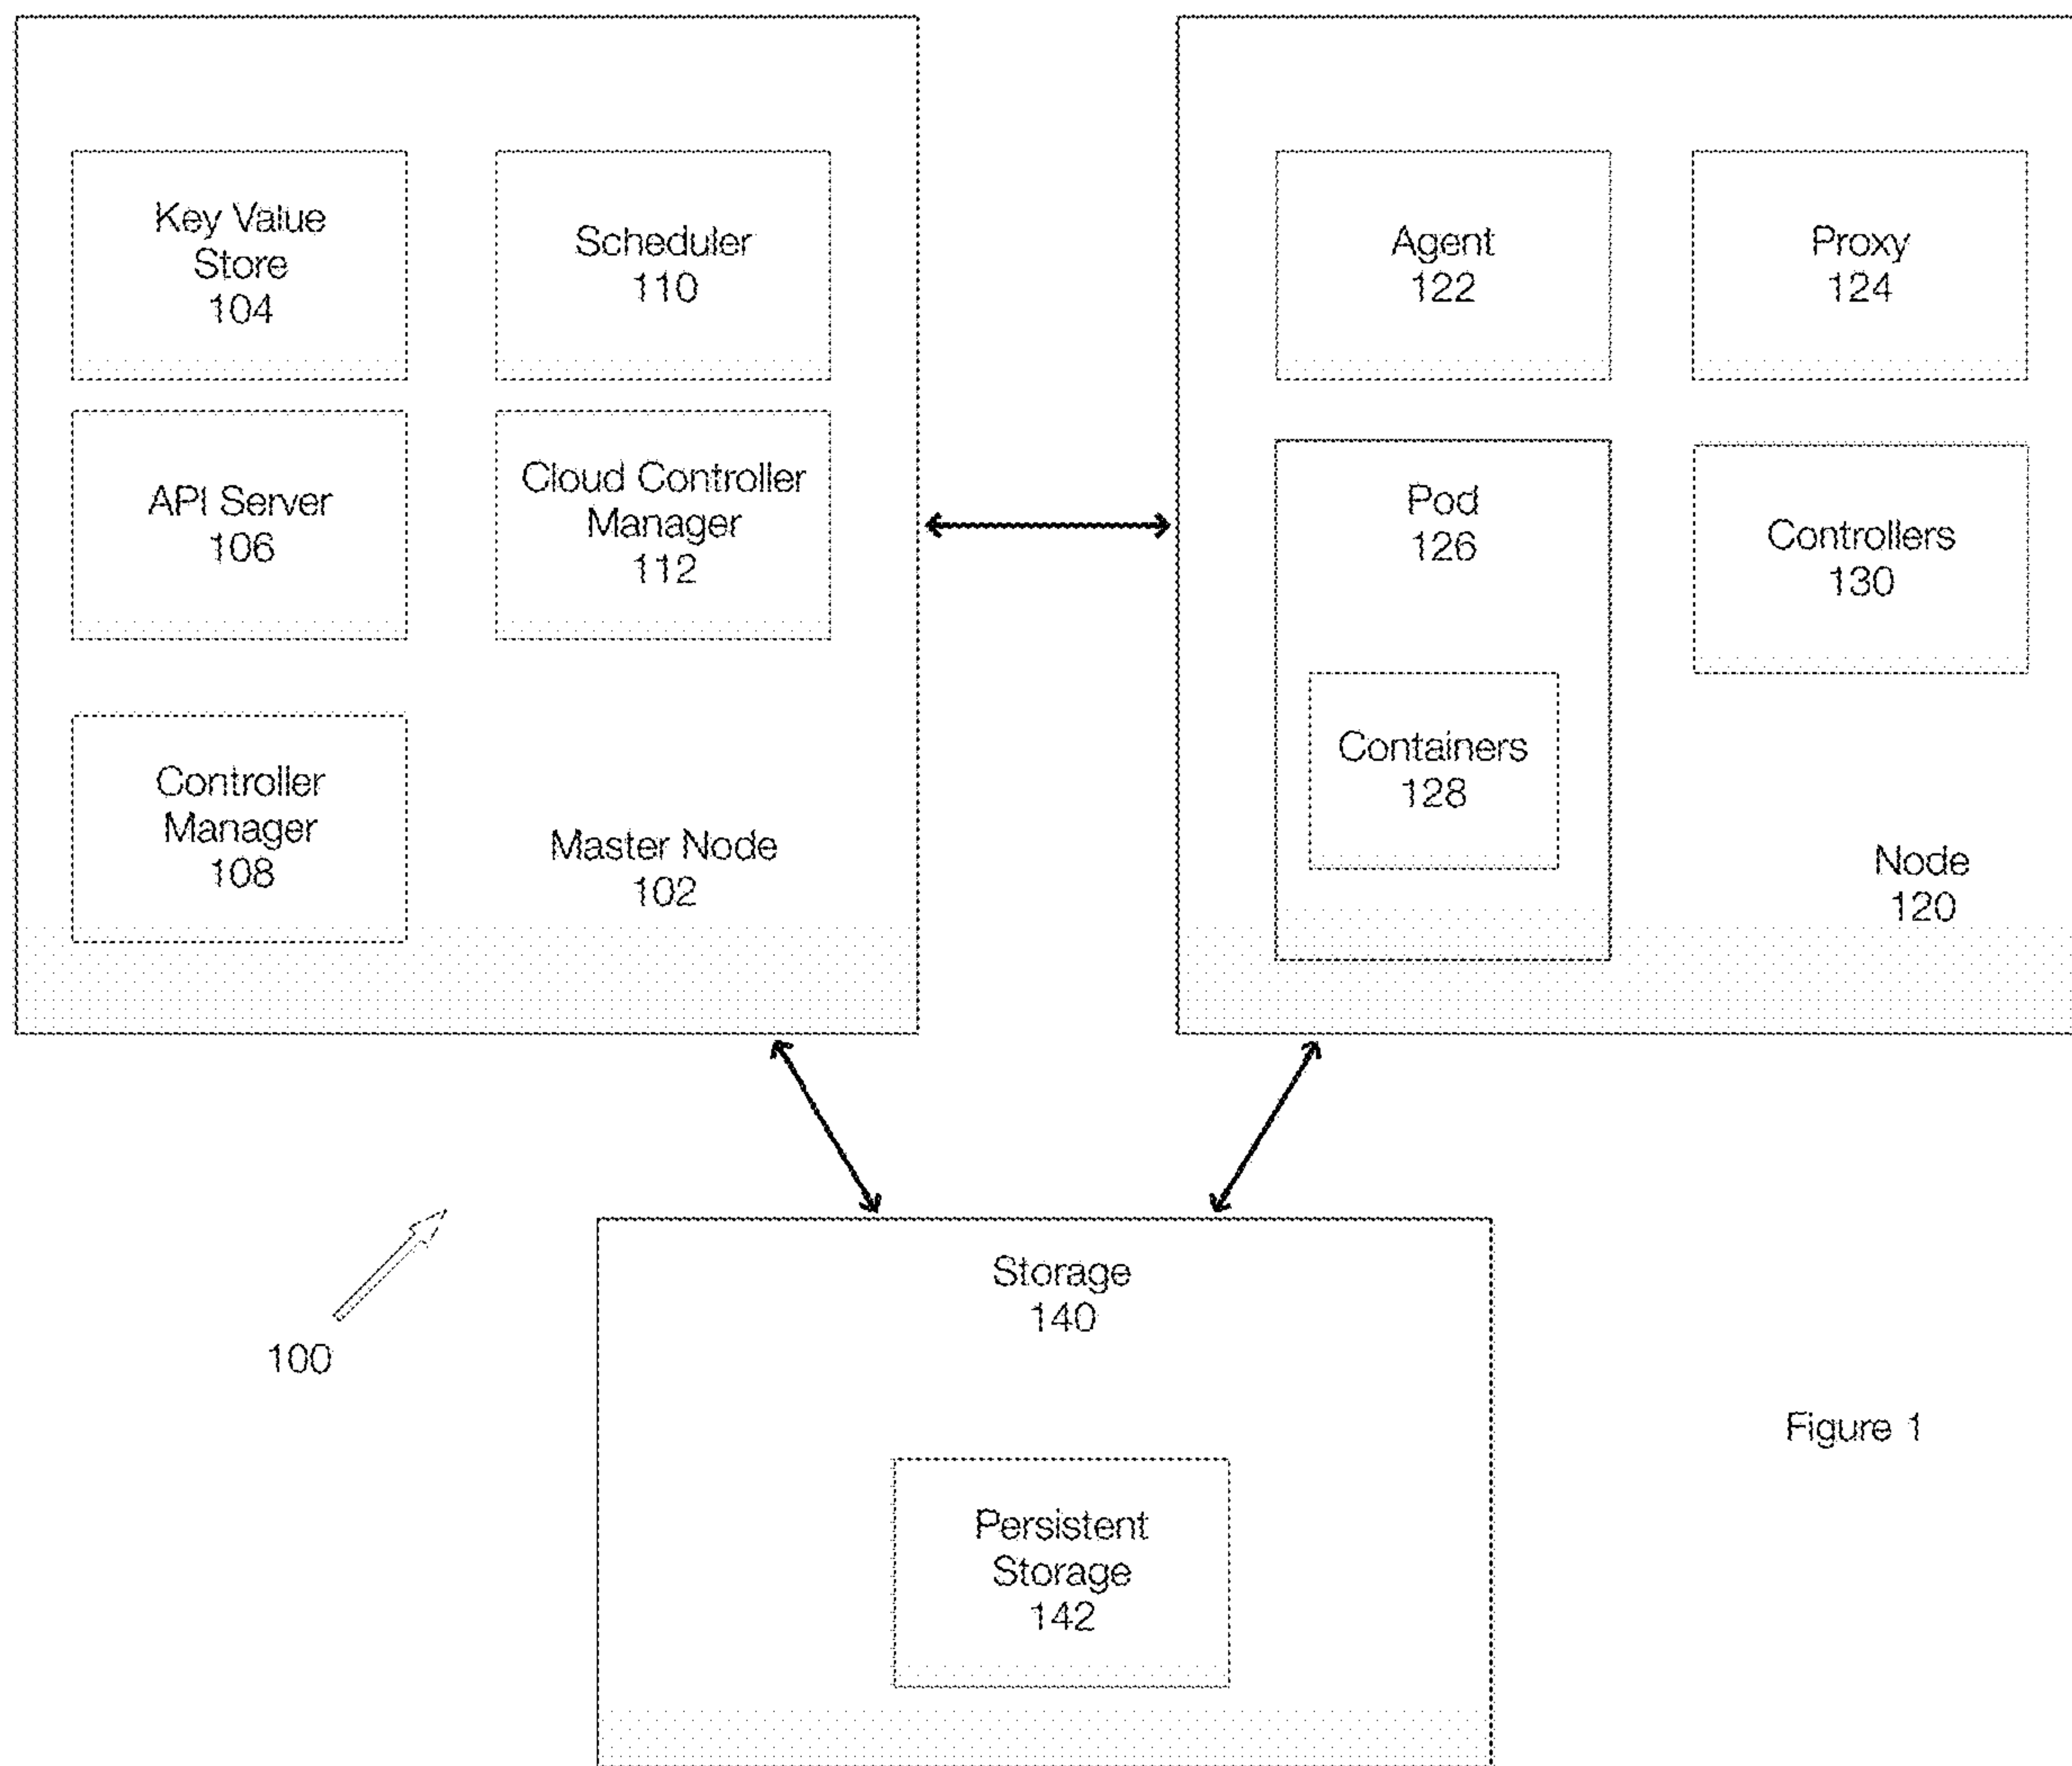 Key Value
Store
104
Scheduler
110
API Server
106
Cloud Controller
Manager
112
Controller
Manager
108
Master Node
102
Agent
122
Proxy
124
Pod
126
Controllers
130
Containers
128
Node
120
Storage
140
Persistent
Storage
142
100
Figure 1